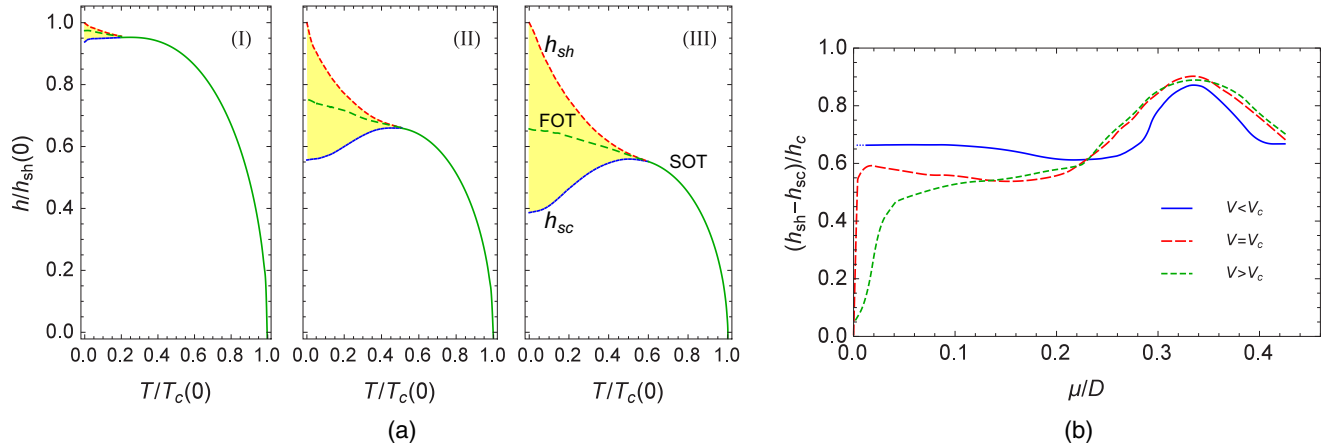 (I)
(II)
(III)
h/h_sh(0)
1.0
0.8
0.6
0.4
0.2
0.0
h_sh
FOT
SOT
h_sc
0.0 0.2 0.4 0.6 0.8 1.0
0.0 0.2 0.4 0.6 0.8 1.0
0.0 0.2 0.4 0.6 0.8 1.0
T/T_c(0)
T/T_c(0)
T/T_c(0)
(a)
(h_sh−h_sc)/h_c
1.0
0.8
0.6
0.4
0.2
0.0
V<V_c
V=V_c
V>V_c
0.0 0.1 0.2 0.3 0.4
μ/D
(b)